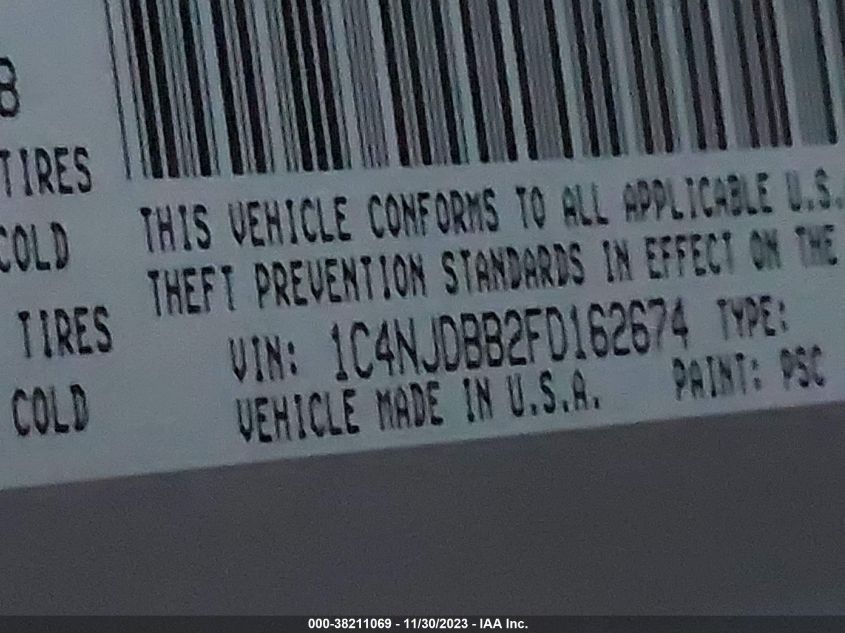 8
TIRES
COLD
TIRES
COLD
THIS VEHICLE CONFORMS TO ALL APPLICABLE U.S.
THEFT PREVENTION STANDARDS IN EFFECT ON THE
VIN: 1C4NJDBB2FD162674 TYPE:
VEHICLE MADE IN U.S.A. PAINT: PSC
000-38211069 - 11/30/2023 - IAA Inc.